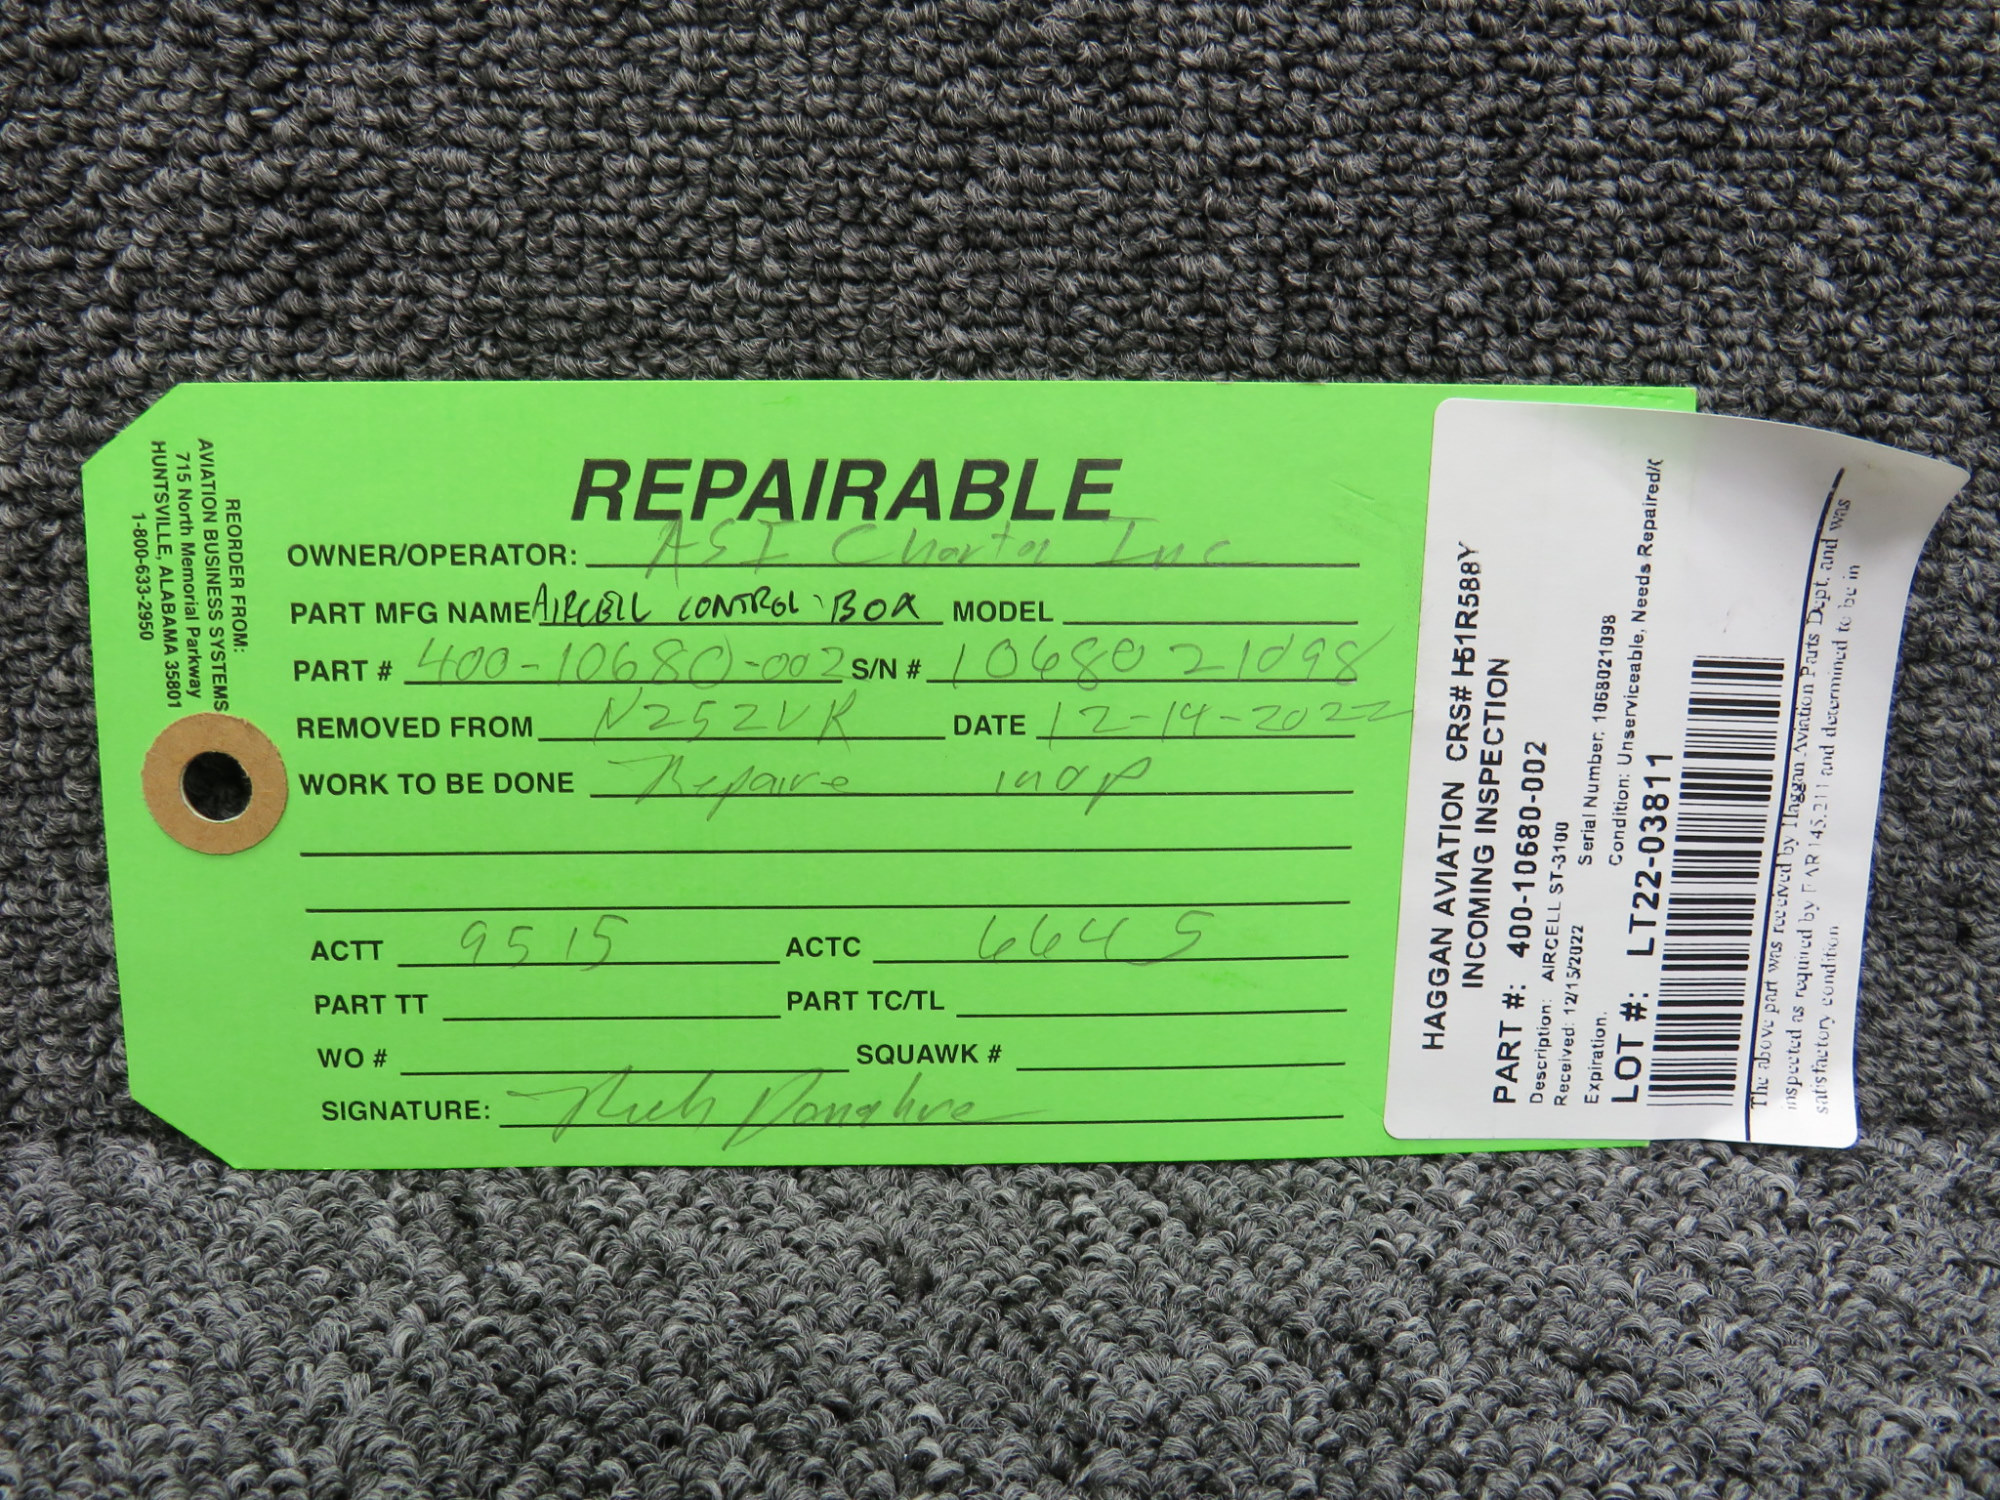 REORDER FROM:
AVIATION BUSINESS SYSTEMS
715 North Memorial Parkway
HUNTSVILLE, ALABAMA 35801
1-800-633-2950
REPAIRABLE
OWNER/OPERATOR: ASI Charter Inc
PART MFG NAME AIRCELL CONTROL BOX MODEL
PART # 400-10680-002 S/N # 1068021098
REMOVED FROM N252VR DATE 12-14-2022
WORK TO BE DONE Repaire inop
ACTT 9515 ACTC 6645
PART TT PART TC/TL
WO # SQUAWK #
SIGNATURE: Rich Donahue
HAGGAN AVIATION CRS# H51R588Y
INCOMING INSPECTION
PART #: 400-10680-002
Description: AIRCELL ST-3100
Received: 12/15/2022 Serial Number: 1068021098
Expiration: Condition: Unserviceable, Needs Repaired/
LOT #: LT22-03811
The above part was received by Haggan Aviation Parts Dept. and was
inspected as required by FAR 145.211 and determined to be in
satisfactory condition